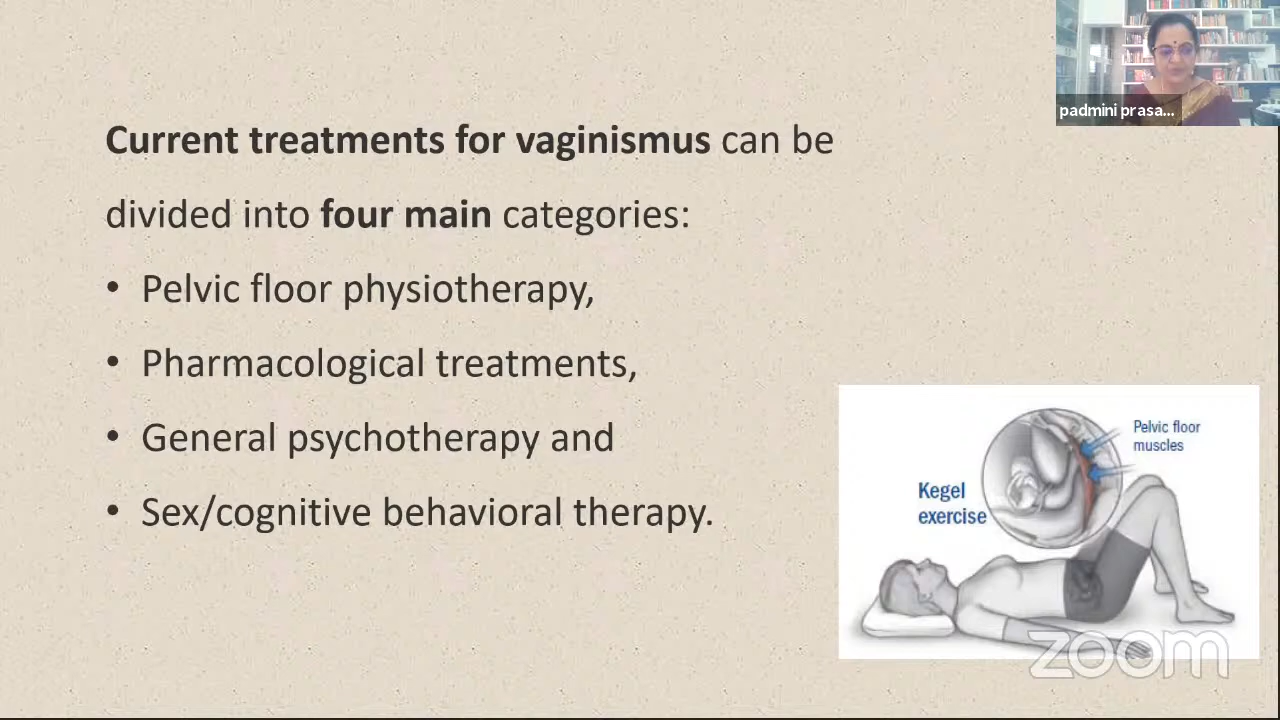 padmini prasa...
Current treatments for vaginismus can be
divided into four main categories:
• Pelvic floor physiotherapy,
• Pharmacological treatments,
• General psychotherapy and
• Sex/cognitive behavioral therapy.
Pelvic floor
muscles
Kegel
exercise
zoom